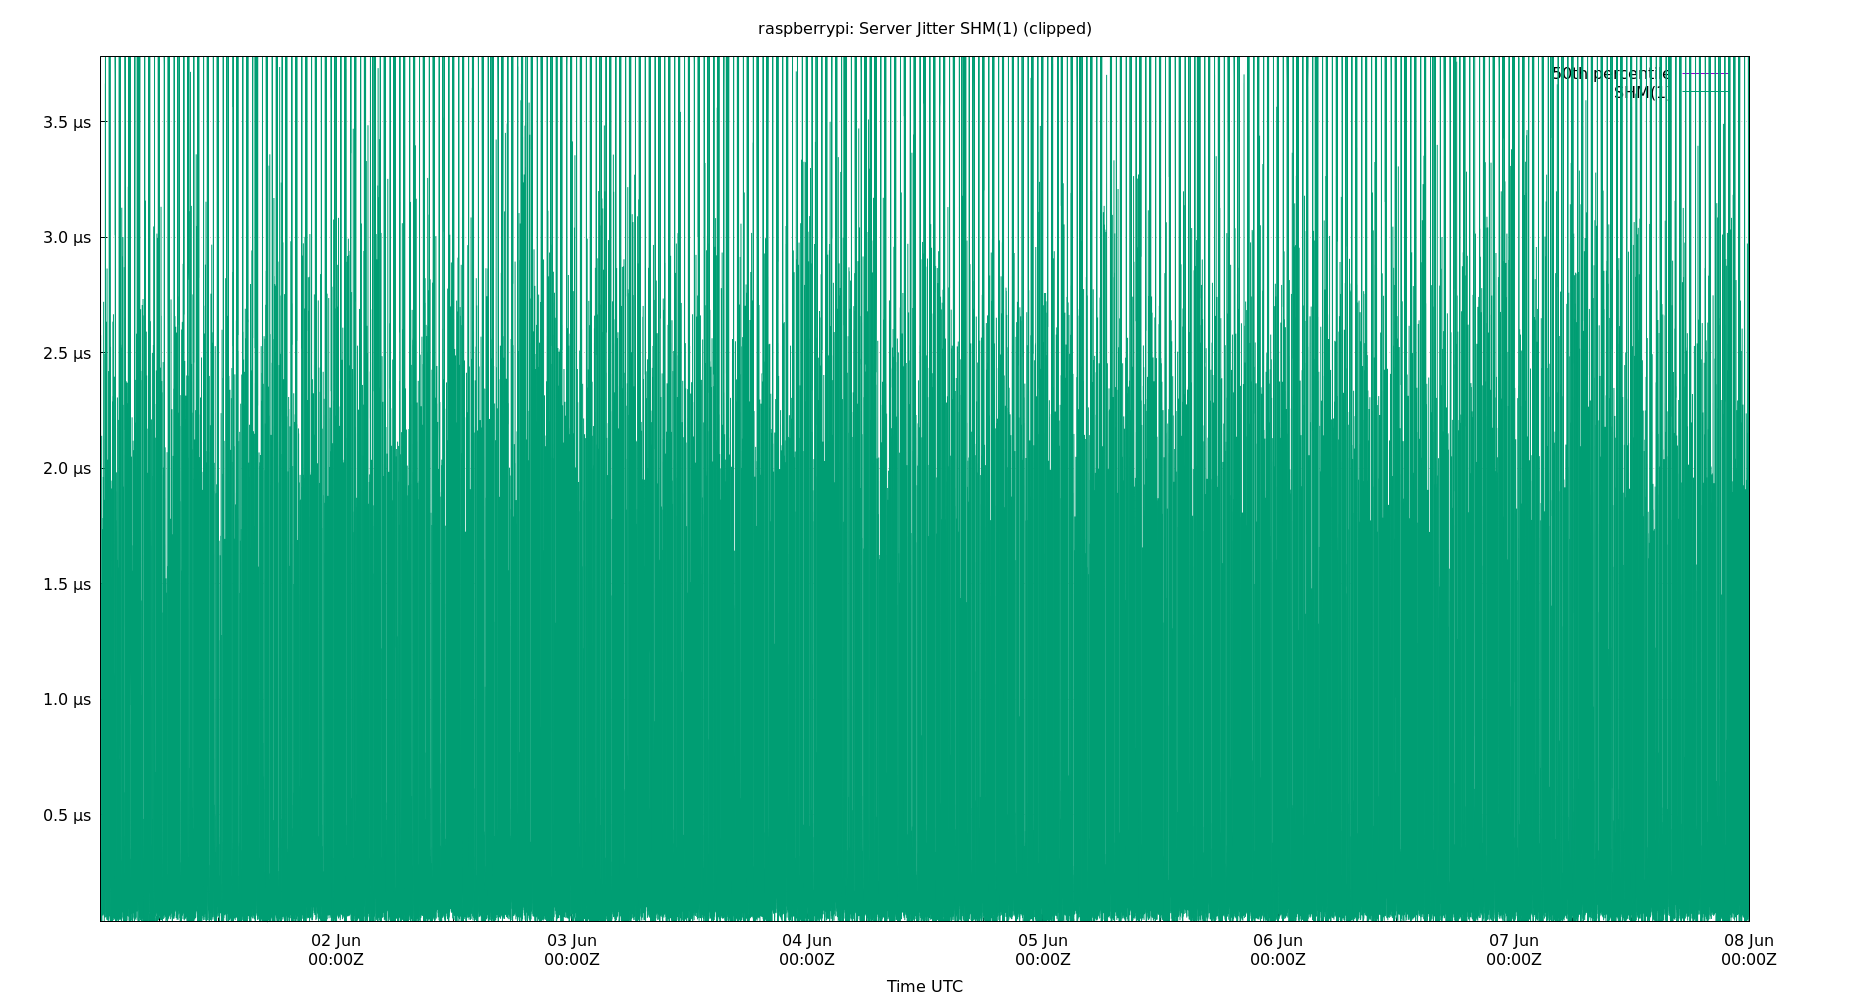 raspberrypi: Server Jitter SHM(1) (clipped)
50th percentile
SHM(1)
3.5 μs
3.0 μs
2.5 μs
2.0 μs
1.5 μs
1.0 μs
0.5 μs
02 Jun 03 Jun 04 Jun 05 Jun 06 Jun 07 Jun 08 Jun
00:00Z 00:00Z 00:00Z 00:00Z 00:00Z 00:00Z 00:00Z
Time UTC